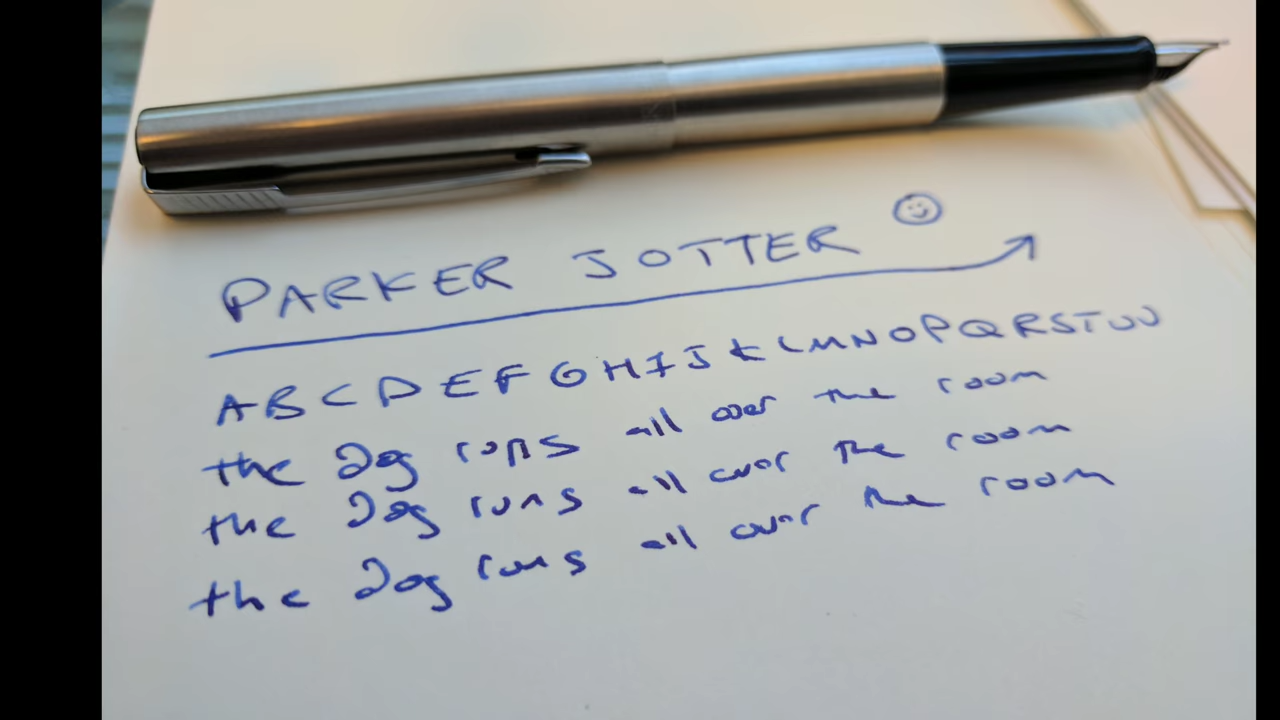 PARKER JOTTER
A B C D E F G H I J K L M N O P Q R S T U V
the dog runs all over the room
the dog runs all over the room
the dog runs all over the room